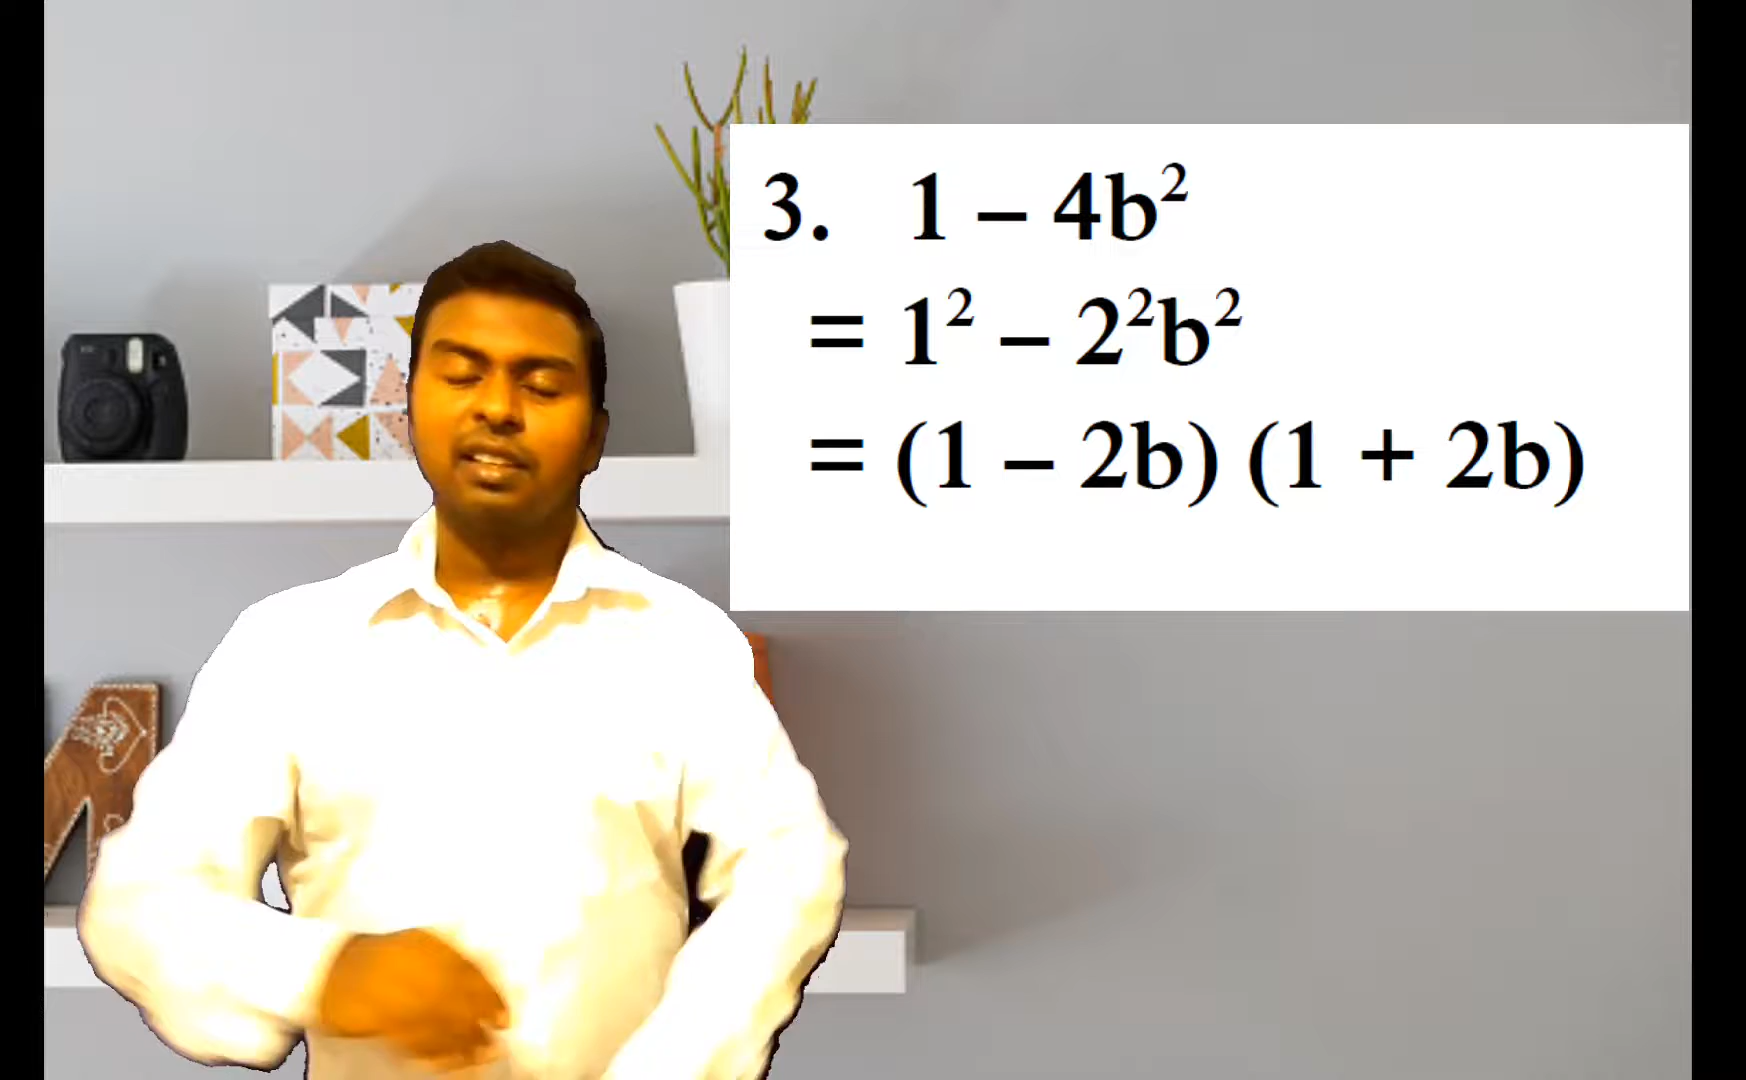 3. 1 – 4b²
= 1² – 2²b²
= (1 – 2b) (1 + 2b)